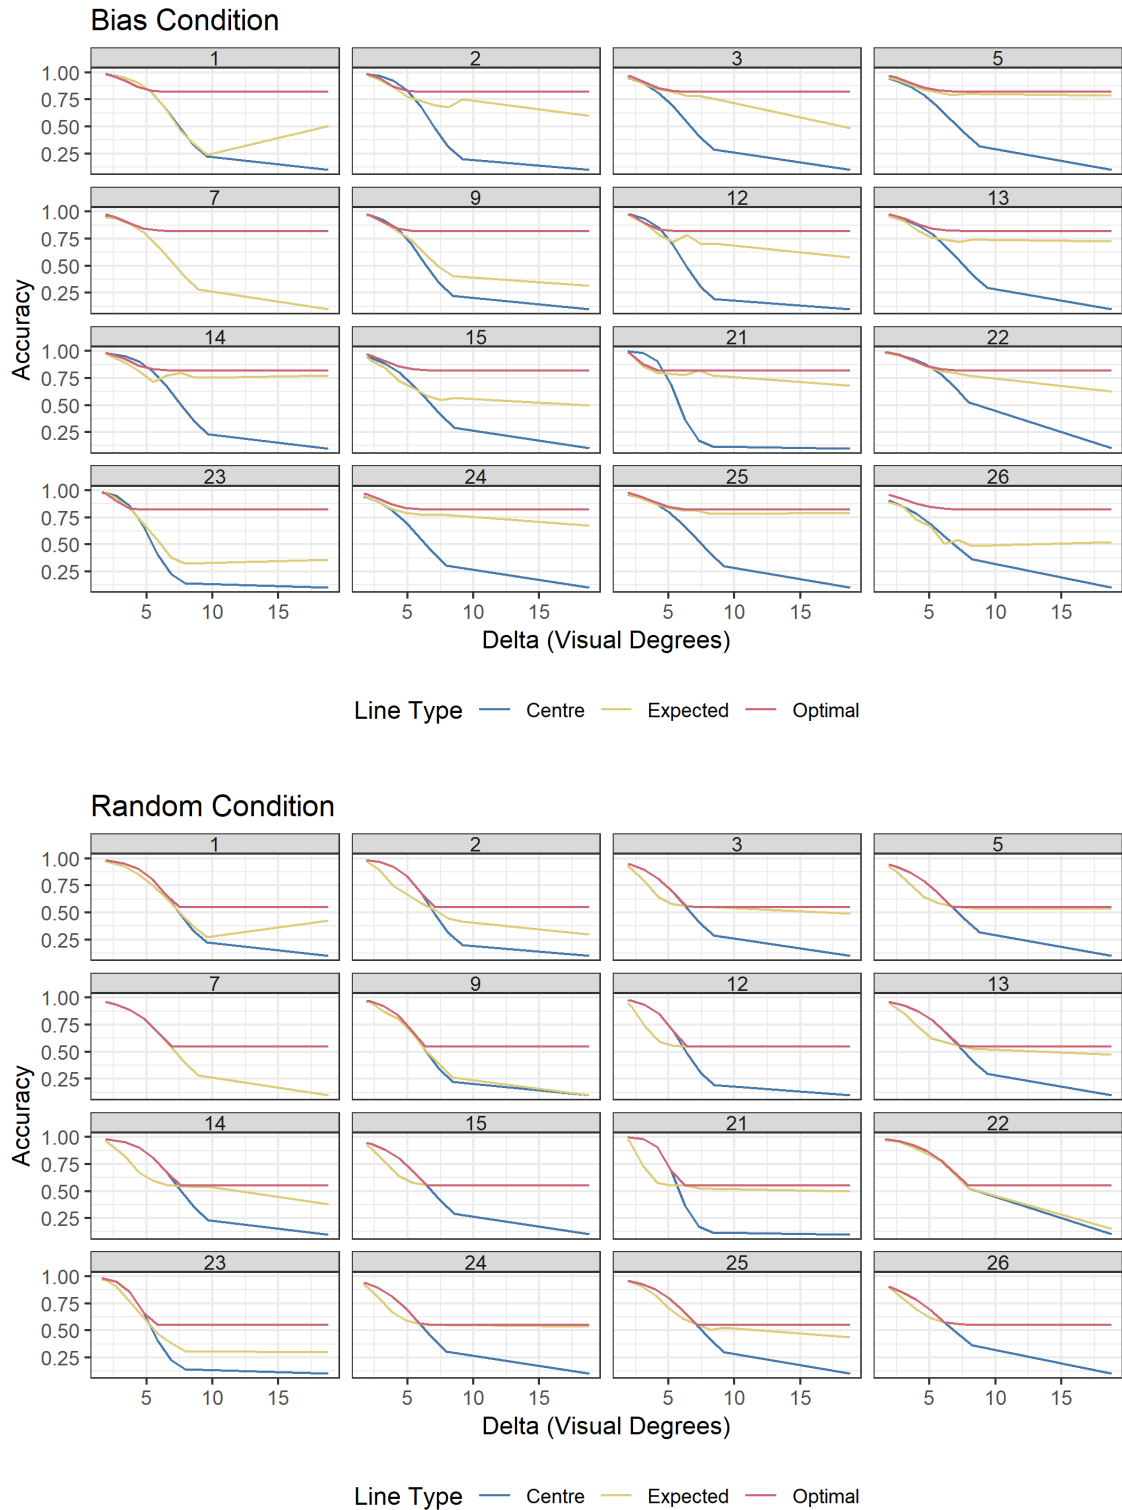 Bias Condition
1 2 3 5
1.00
0.75
0.50
0.25
7 9 12 13
1.00
0.75
0.50
0.25
14 15 21 22
1.00
0.75
0.50
0.25
23 24 25 26
1.00
0.75
0.50
0.25
Accuracy
5 10 15 5 10 15 5 10 15 5 10 15
Delta (Visual Degrees)
Line Type Centre Expected Optimal
Random Condition
1 2 3 5
1.00
0.75
0.50
0.25
7 9 12 13
1.00
0.75
0.50
0.25
14 15 21 22
1.00
0.75
0.50
0.25
23 24 25 26
1.00
0.75
0.50
0.25
Accuracy
5 10 15 5 10 15 5 10 15 5 10 15
Delta (Visual Degrees)
Line Type Centre Expected Optimal